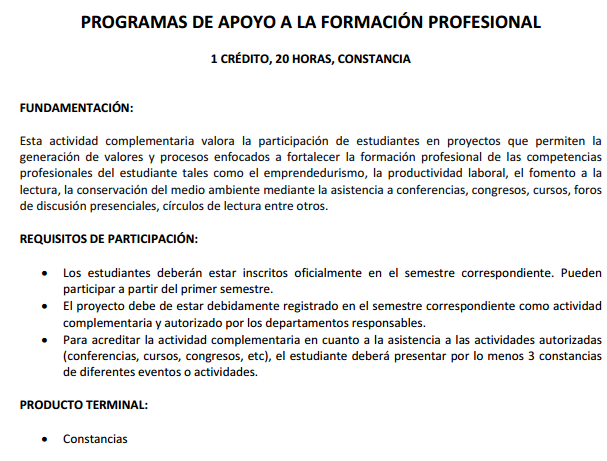 PROGRAMAS DE APOYO A LA FORMACIÓN PROFESIONAL
1 CRÉDITO, 20 HORAS, CONSTANCIA
FUNDAMENTACIÓN:
Esta actividad complementaria valora la participación de estudiantes en proyectos que permiten la
generación de valores y procesos enfocados a fortalecer la formación profesional de las competencias
profesionales del estudiante tales como el emprendedurismo, la productividad laboral, el fomento a la
lectura, la conservación del medio ambiente mediante la asistencia a conferencias, congresos, cursos, foros
de discusión presenciales, círculos de lectura entre otros.
REQUISITOS DE PARTICIPACIÓN:
• Los estudiantes deberán estar inscritos oficialmente en el semestre correspondiente. Pueden
participar a partir del primer semestre.
• El proyecto debe de estar debidamente registrado en el semestre correspondiente como actividad
complementaria y autorizado por los departamentos responsables.
• Para acreditar la actividad complementaria en cuanto a la asistencia a las actividades autorizadas
(conferencias, cursos, congresos, etc), el estudiante deberá presentar por lo menos 3 constancias
de diferentes eventos o actividades.
PRODUCTO TERMINAL:
• Constancias